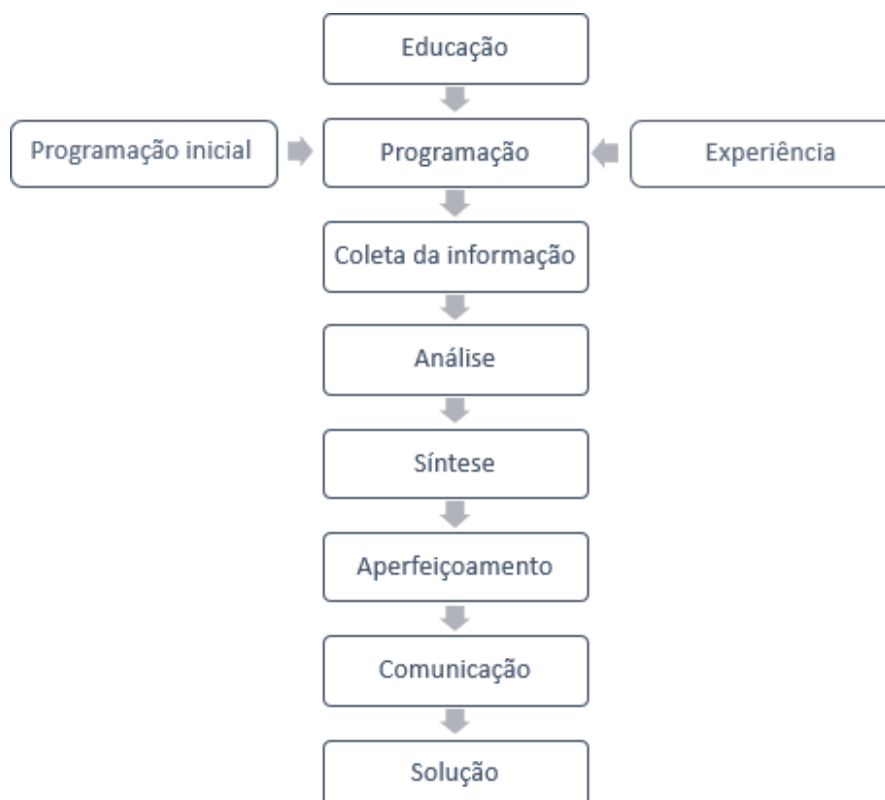 Educação
Programação inicial
Programação
Experiência
Coleta da informação
Análise
Síntese
Aperfeiçoamento
Comunicação
Solução